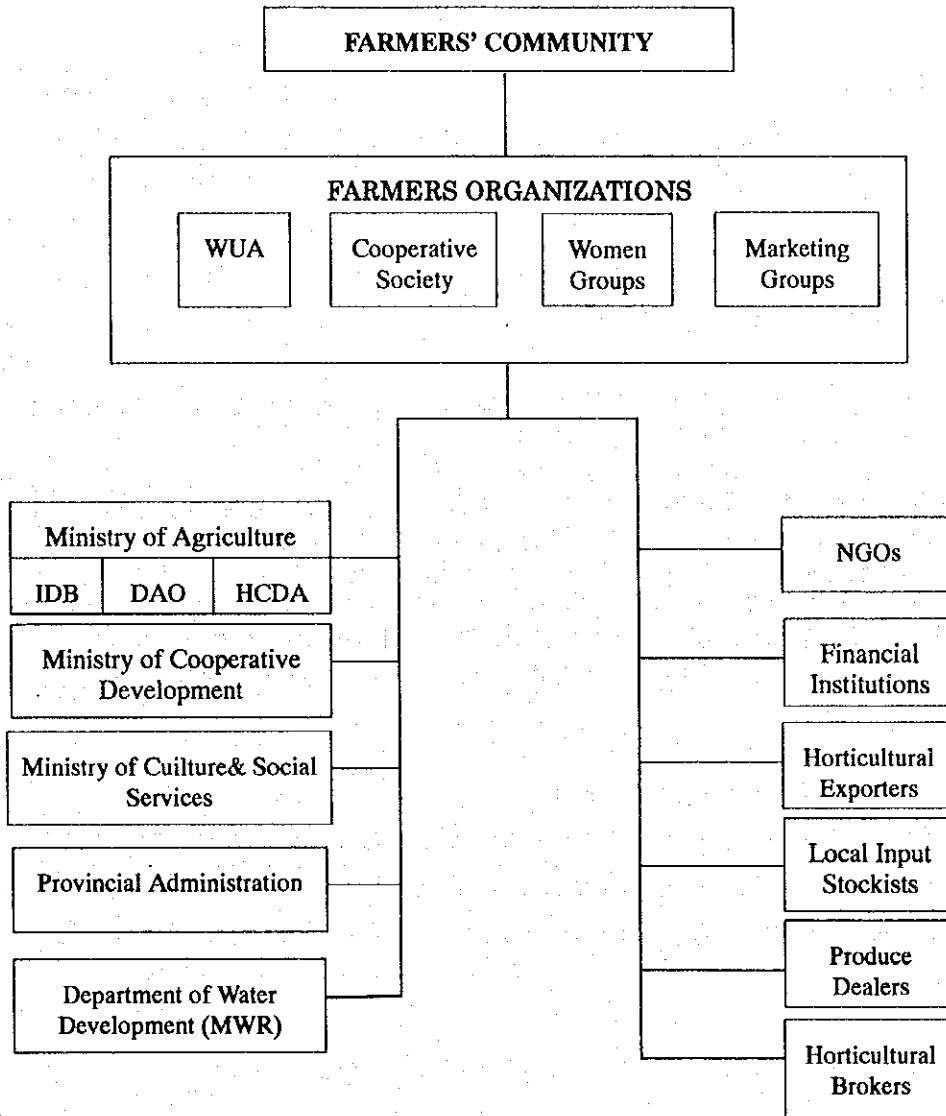 FARMERS' COMMUNITY
FARMERS ORGANIZATIONS
WUA
Cooperative
Society
Women
Groups
Marketing
Groups
Ministry of Agriculture
IDB DAO HCDA
Ministry of Cooperative
Development
Ministry of Cuilture& Social
Services
Provincial Administration
Department of Water
Development (MWR)
NGOs
Financial
Institutions
Horticultural
Exporters
Local Input
Stockists
Produce
Dealers
Horticultural
Brokers